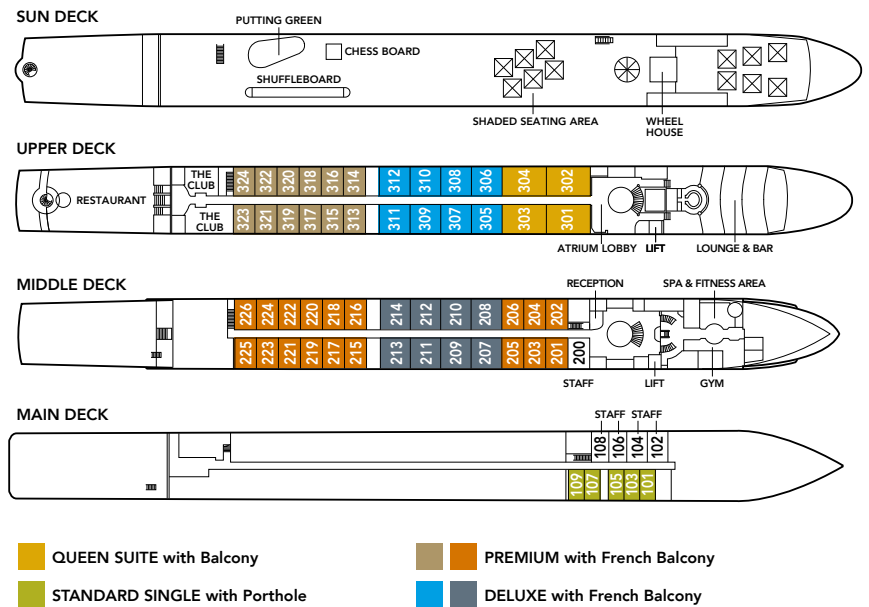 SUN DECK
PUTTING GREEN
CHESS BOARD
SHUFFLEBOARD
SHADED SEATING AREA
WHEEL
HOUSE
UPPER DECK
THE
CLUB
324 322 320 318 316 314 312 310 308 306 304 302
RESTAURANT
THE
CLUB
323 321 319 317 315 313 311 309 307 305 303 301
ATRIUM LOBBY
LIFT
LOUNGE & BAR
MIDDLE DECK
RECEPTION
SPA & FITNESS AREA
226 224 222 220 218 216 214 212 210 208 206 204 202
225 223 221 219 217 215 213 211 209 207 205 203 201 200
STAFF
LIFT
GYM
MAIN DECK
STAFF STAFF
108 106 104 102
109 107 105 103 101
QUEEN SUITE with Balcony
PREMIUM with French Balcony
STANDARD SINGLE with Porthole
DELUXE with French Balcony